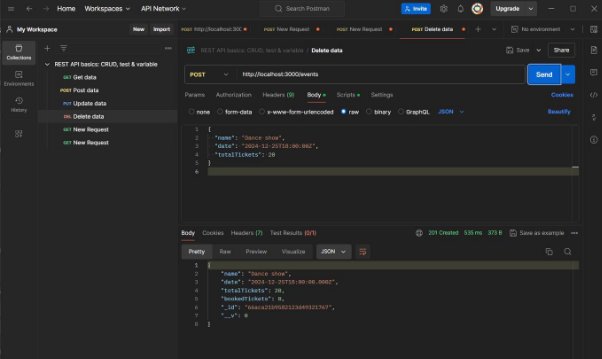 Home Workspaces API Network Search Postman Invite Upgrade
My Workspace New Import POST http://localhost:300 GET New Request GET New Request POST Delete data No environment
Collections
Environments
History
REST API basics: CRUD, test & variable
GET Get data
POST Post data
PUT Update data
DEL Delete data
GET New Request
GET New Request
REST API basics: CRUD, test & variable / Delete data Save Share
POST http://localhost:3000/events Send
Params Authorization Headers (9) Body Scripts Settings Cookies
none form-data x-www-form-urlencoded raw binary GraphQL JSON Beautify
1 {
2 "name": "Dance show",
3 "date": "2024-12-25T18:00:00Z",
4 "totalTickets": 20
5 }
6
Body Cookies Headers (7) Test Results (0/1) 201 Created 535 ms 373 B Save as example
Pretty Raw Preview Visualize JSON
1 {
2 "name": "Dance show",
3 "date": "2024-12-25T18:00:00.000Z",
4 "totalTickets": 20,
5 "bookedTickets": 0,
6 "_id":
7 "__v": 0
8 }